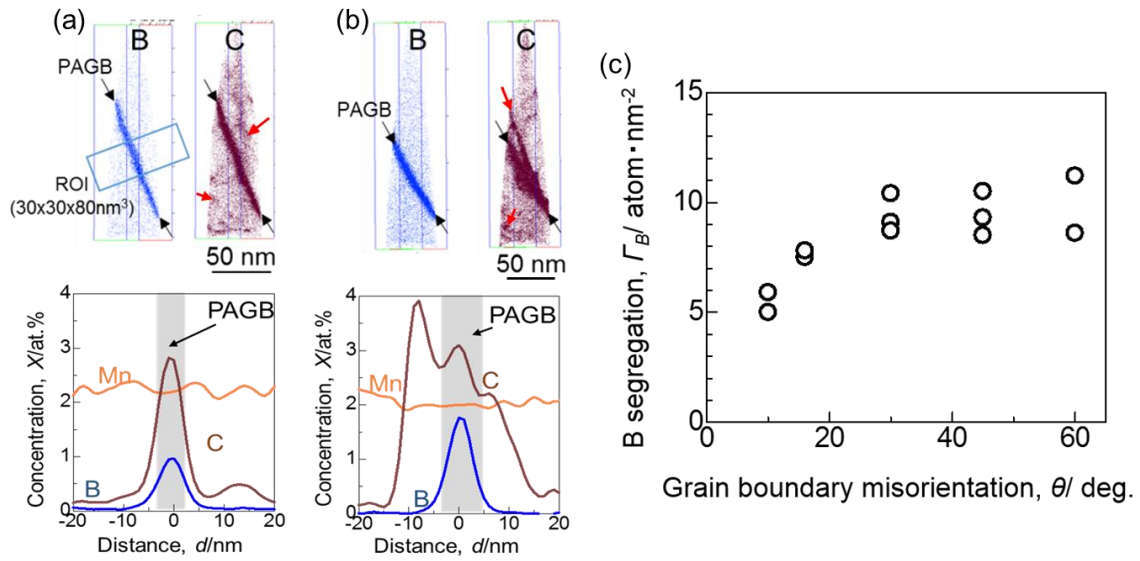 (a)
B
C
PAGB
ROI
(30x30x80nm³)
50 nm
4
3
2
1
0
-20
-10
0
10
20
Concentration, X/at.%
Distance, d/nm
PAGB
Mn
C
B
(b)
B
C
PAGB
50 nm
4
3
2
1
0
-20
-10
0
10
20
Concentration, X/at.%
Distance, d/nm
PAGB
Mn
C
B
(c)
15
10
5
0
0
20
40
60
B segregation, Γ_B/ atom·nm⁻²
Grain boundary misorientation, θ/ deg.